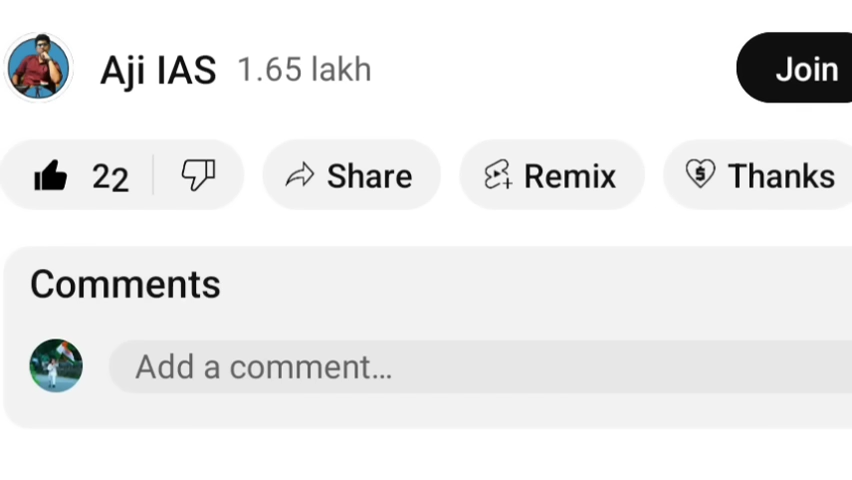 Aji IAS 1.65 lakh Join
22 Share Remix Thanks
Comments
Add a comment...